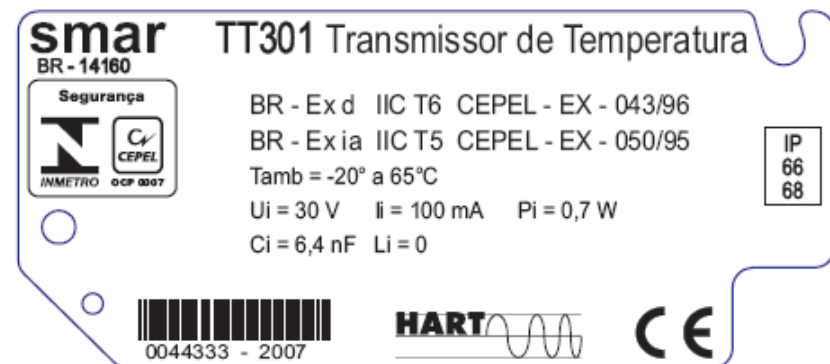 smar
BR - 14160
TT301 Transmissor de Temperatura
Segurança
INMETRO
CEPEL
OCP 0007
BR - Ex d IIC T6 CEPEL - EX - 043/96
BR - Ex ia IIC T5 CEPEL - EX - 050/95
Tamb = -20° a 65°C
Ui = 30 V Ii = 100 mA Pi = 0,7 W
Ci = 6,4 nF Li = 0
IP
66
68
0044333 - 2007
HART
CE